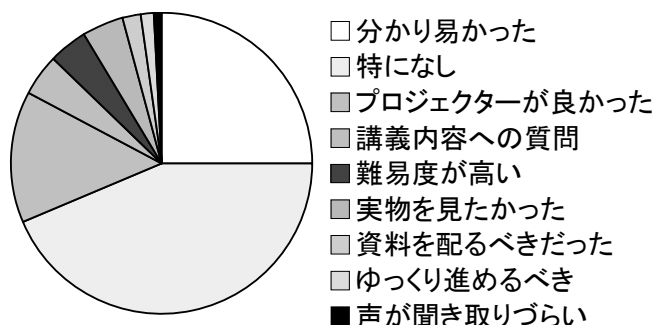 分かり易かった
特になし
プロジェクターが良かった
講義内容への質問
難易度が高い
実物を見たかった
資料を配るべきだった
ゆっくり進めるべき
声が聞き取りづらい